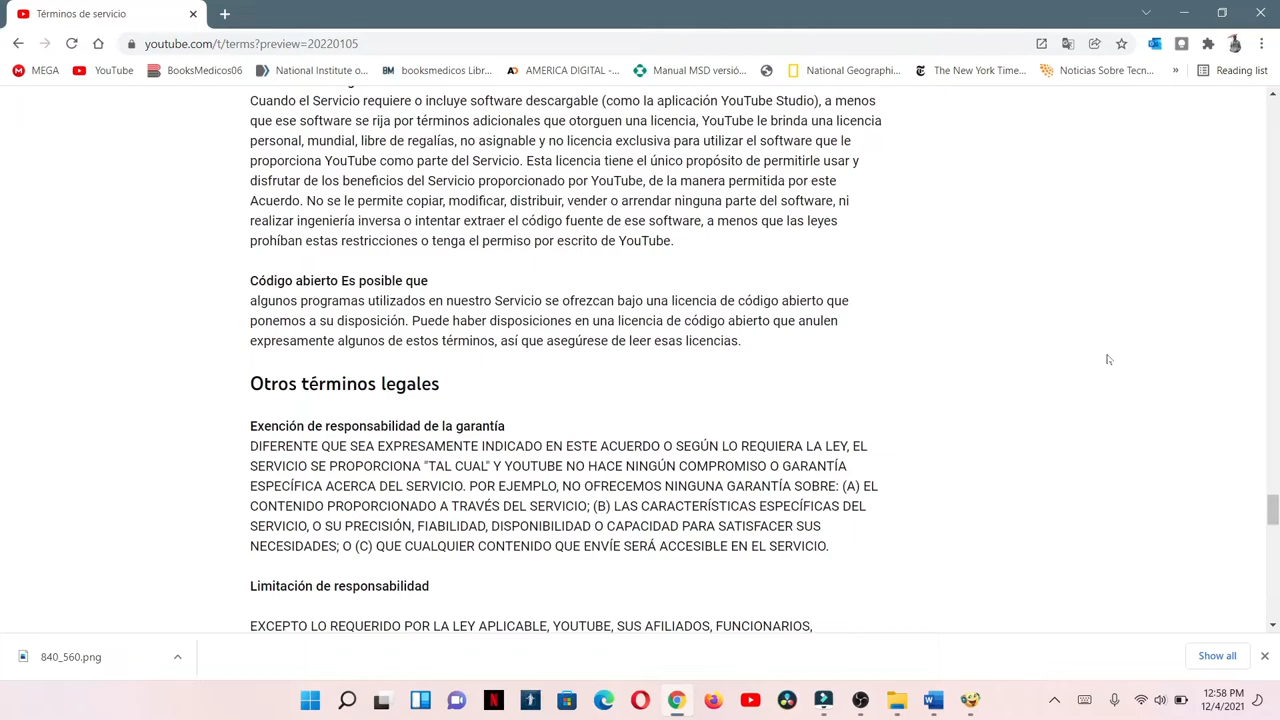 Términos de servicio
youtube.com/t/terms?preview=20220105
MEGA
YouTube
BooksMedicos06
National Institute o...
booksmedicos Libr...
AMERICA DIGITAL -...
Manual MSD versió...
National Geographi...
The New York Time...
Noticias Sobre Tecn...
»
Reading list
Cuando el Servicio requiere o incluye software descargable (como la aplicación YouTube Studio), a menos
que ese software se rija por términos adicionales que otorguen una licencia, YouTube le brinda una licencia
personal, mundial, libre de regalías, no asignable y no licencia exclusiva para utilizar el software que le
proporciona YouTube como parte del Servicio. Esta licencia tiene el único propósito de permitirle usar y
disfrutar de los beneficios del Servicio proporcionado por YouTube, de la manera permitida por este
Acuerdo. No se le permite copiar, modificar, distribuir, vender o arrendar ninguna parte del software, ni
realizar ingeniería inversa o intentar extraer el código fuente de ese software, a menos que las leyes
prohíban estas restricciones o tenga el permiso por escrito de YouTube.
Código abierto Es posible que
algunos programas utilizados en nuestro Servicio se ofrezcan bajo una licencia de código abierto que
ponemos a su disposición. Puede haber disposiciones en una licencia de código abierto que anulen
expresamente algunos de estos términos, así que asegúrese de leer esas licencias.
Otros términos legales
Exención de responsabilidad de la garantía
DIFERENTE QUE SEA EXPRESAMENTE INDICADO EN ESTE ACUERDO O SEGÚN LO REQUIERA LA LEY, EL
SERVICIO SE PROPORCIONA "TAL CUAL" Y YOUTUBE NO HACE NINGÚN COMPROMISO O GARANTÍA
ESPECÍFICA ACERCA DEL SERVICIO. POR EJEMPLO, NO OFRECEMOS NINGUNA GARANTÍA SOBRE: (A) EL
CONTENIDO PROPORCIONADO A TRAVÉS DEL SERVICIO; (B) LAS CARACTERÍSTICAS ESPECÍFICAS DEL
SERVICIO, O SU PRECISIÓN, FIABILIDAD, DISPONIBILIDAD O CAPACIDAD PARA SATISFACER SUS
NECESIDADES; O (C) QUE CUALQUIER CONTENIDO QUE ENVÍE SERÁ ACCESIBLE EN EL SERVICIO.
Limitación de responsabilidad
EXCEPTO LO REQUERIDO POR LA LEY APLICABLE, YOUTUBE, SUS AFILIADOS, FUNCIONARIOS,
840_560.png
Show all
12:58 PM
12/4/2021